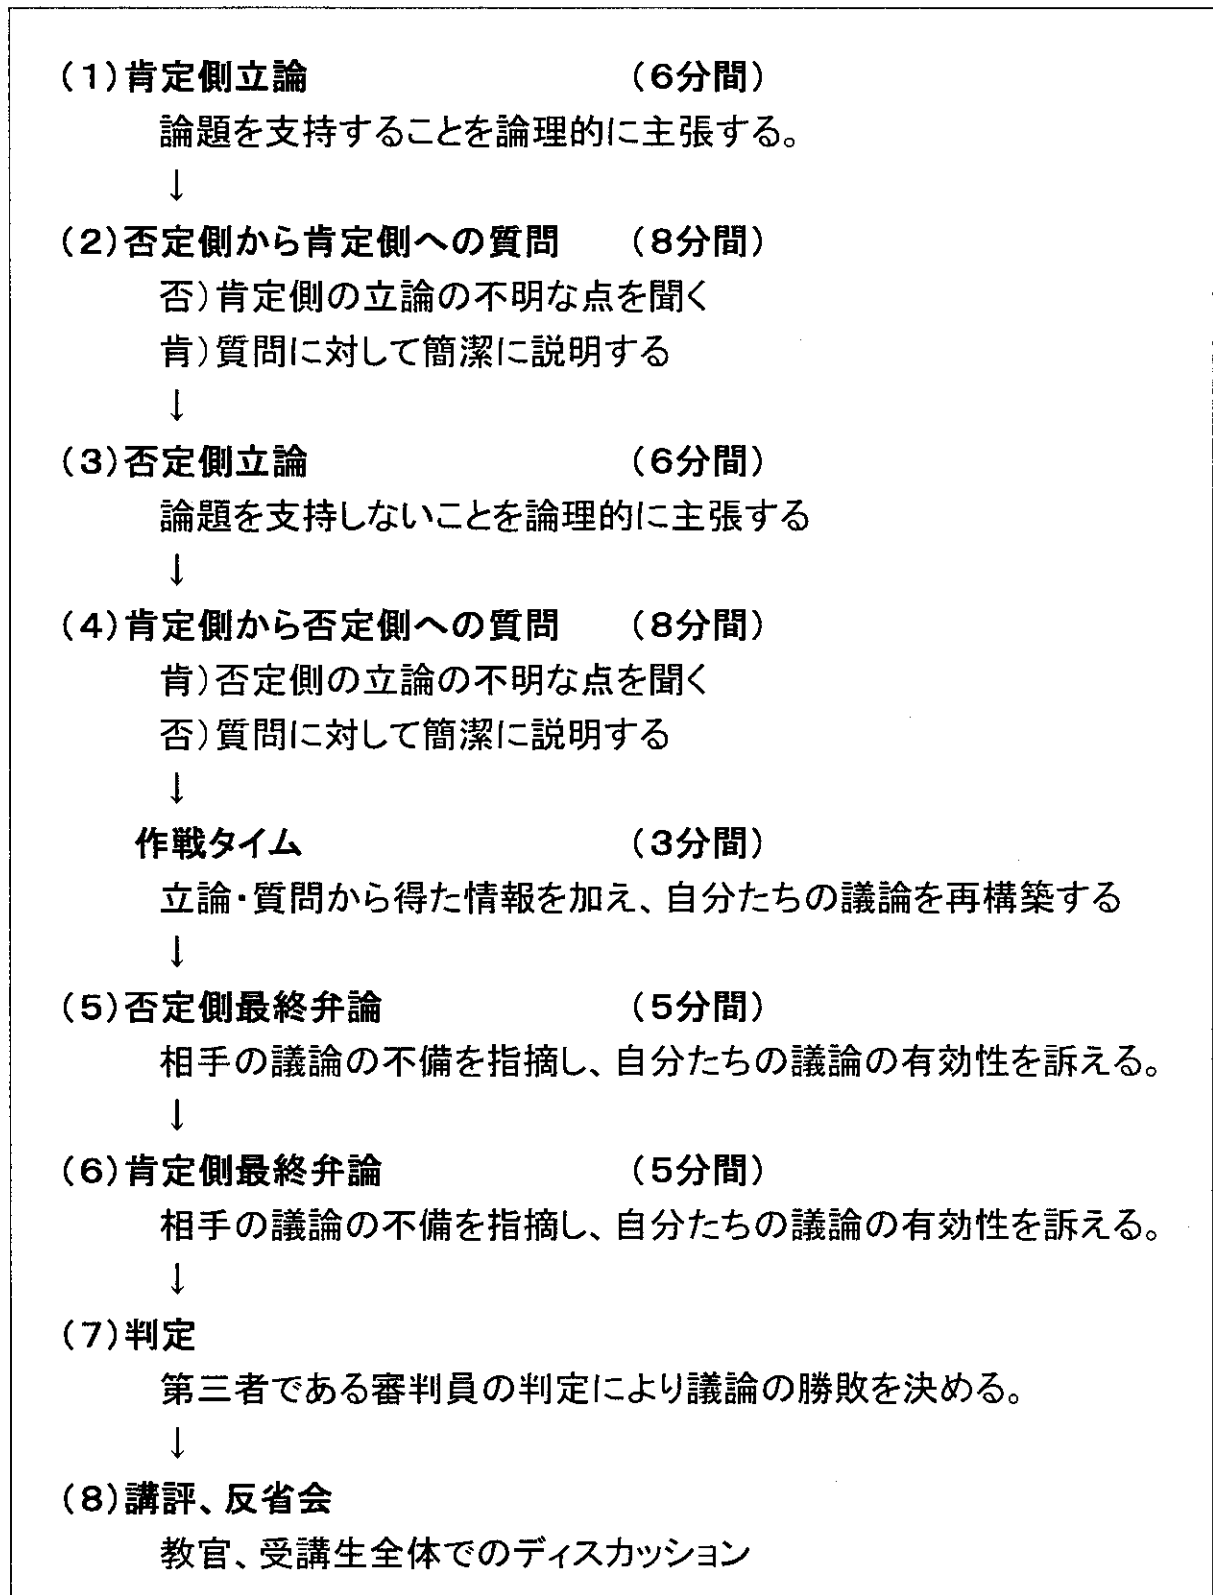 (1)肯定側立論 (6分間)
論題を支持することを論理的に主張する。
↓
(2)否定側から肯定側への質問 (8分間)
否)肯定側の立論の不明な点を聞く
肯)質問に対して簡潔に説明する
↓
(3)否定側立論 (6分間)
論題を支持しないことを論理的に主張する
↓
(4)肯定側から否定側への質問 (8分間)
肯)否定側の立論の不明な点を聞く
否)質問に対して簡潔に説明する
↓
作戦タイム (3分間)
立論・質問から得た情報を加え、自分たちの議論を再構築する
↓
(5)否定側最終弁論 (5分間)
相手の議論の不備を指摘し、自分たちの議論の有効性を訴える。
↓
(6)肯定側最終弁論 (5分間)
相手の議論の不備を指摘し、自分たちの議論の有効性を訴える。
↓
(7)判定
第三者である審判員の判定により議論の勝敗を決める。
↓
(8)講評、反省会
教官、受講生全体でのディスカッション